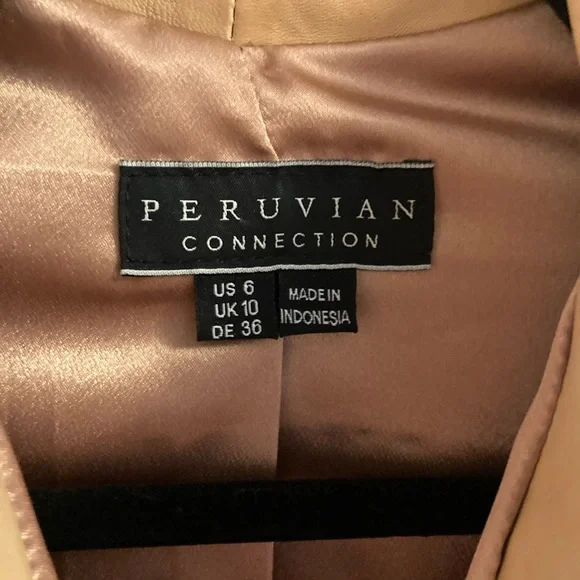 PERUVIAN
CONNECTION
US 6
UK 10
DE 36
MADE IN
INDONESIA